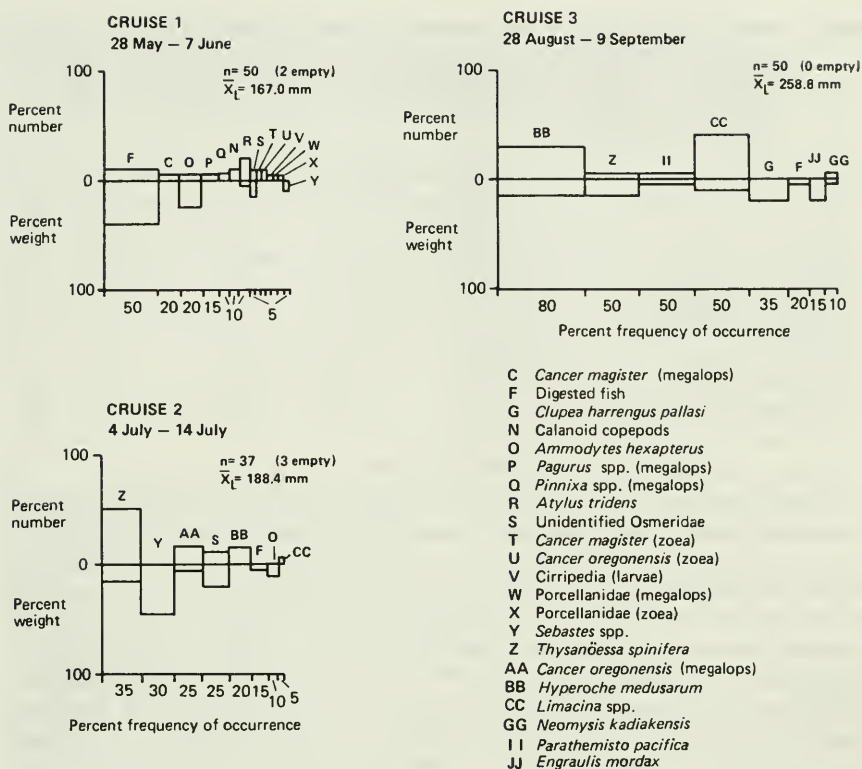 CRUISE 1
28 May — 7 June
n= 50 (2 empty)
X̅L= 167.0 mm
100
Percent number
0
Percent weight
100
F C O P Q N R S T U V W X Y
50 20 20 15 10 5
CRUISE 2
4 July — 14 July
n= 37 (3 empty)
X̅L= 188.4 mm
100
Percent number
0
Percent weight
100
Z Y AA S BB F O CC
35 30 25 25 20 15 10 5
Percent frequency of occurrence
CRUISE 3
28 August — 9 September
n= 50 (0 empty)
X̅L= 258.8 mm
100
Percent number
0
Percent weight
100
BB Z II CC G F JJ GG
80 50 50 50 35 20 15 10
Percent frequency of occurrence
C Cancer magister (megalops)
F Digested fish
G Clupea harrengus pallasi
N Calanoid copepods
O Ammodytes hexapterus
P Pagurus spp. (megalops)
Q Pinnixa spp. (megalops)
R Atylus tridens
S Unidentified Osmeridae
T Cancer magister (zoea)
U Cancer oregonensis (zoea)
V Cirripedia (larvae)
W Porcellanidae (megalops)
X Porcellanidae (zoea)
Y Sebastes spp.
Z Thysanöessa spinifera
AA Cancer oregonensis (megalops)
BB Hyperoche medusarum
CC Limacina spp.
GG Neomysis kadiakensis
II Parathemisto pacifica
JJ Engraulis mordax